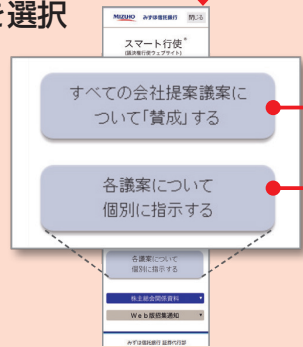 を選択
MIZUHO みずほ信託銀行 閉じる
スマート行使®
(議決権行使ウェブサイト)
すべての会社提案議案に
ついて「賛成」する
各議案について
個別に指示する
各議案について
個別に指示する
株主総会関係資料
Web版招集通知
みずほ信託銀行 証券代行部